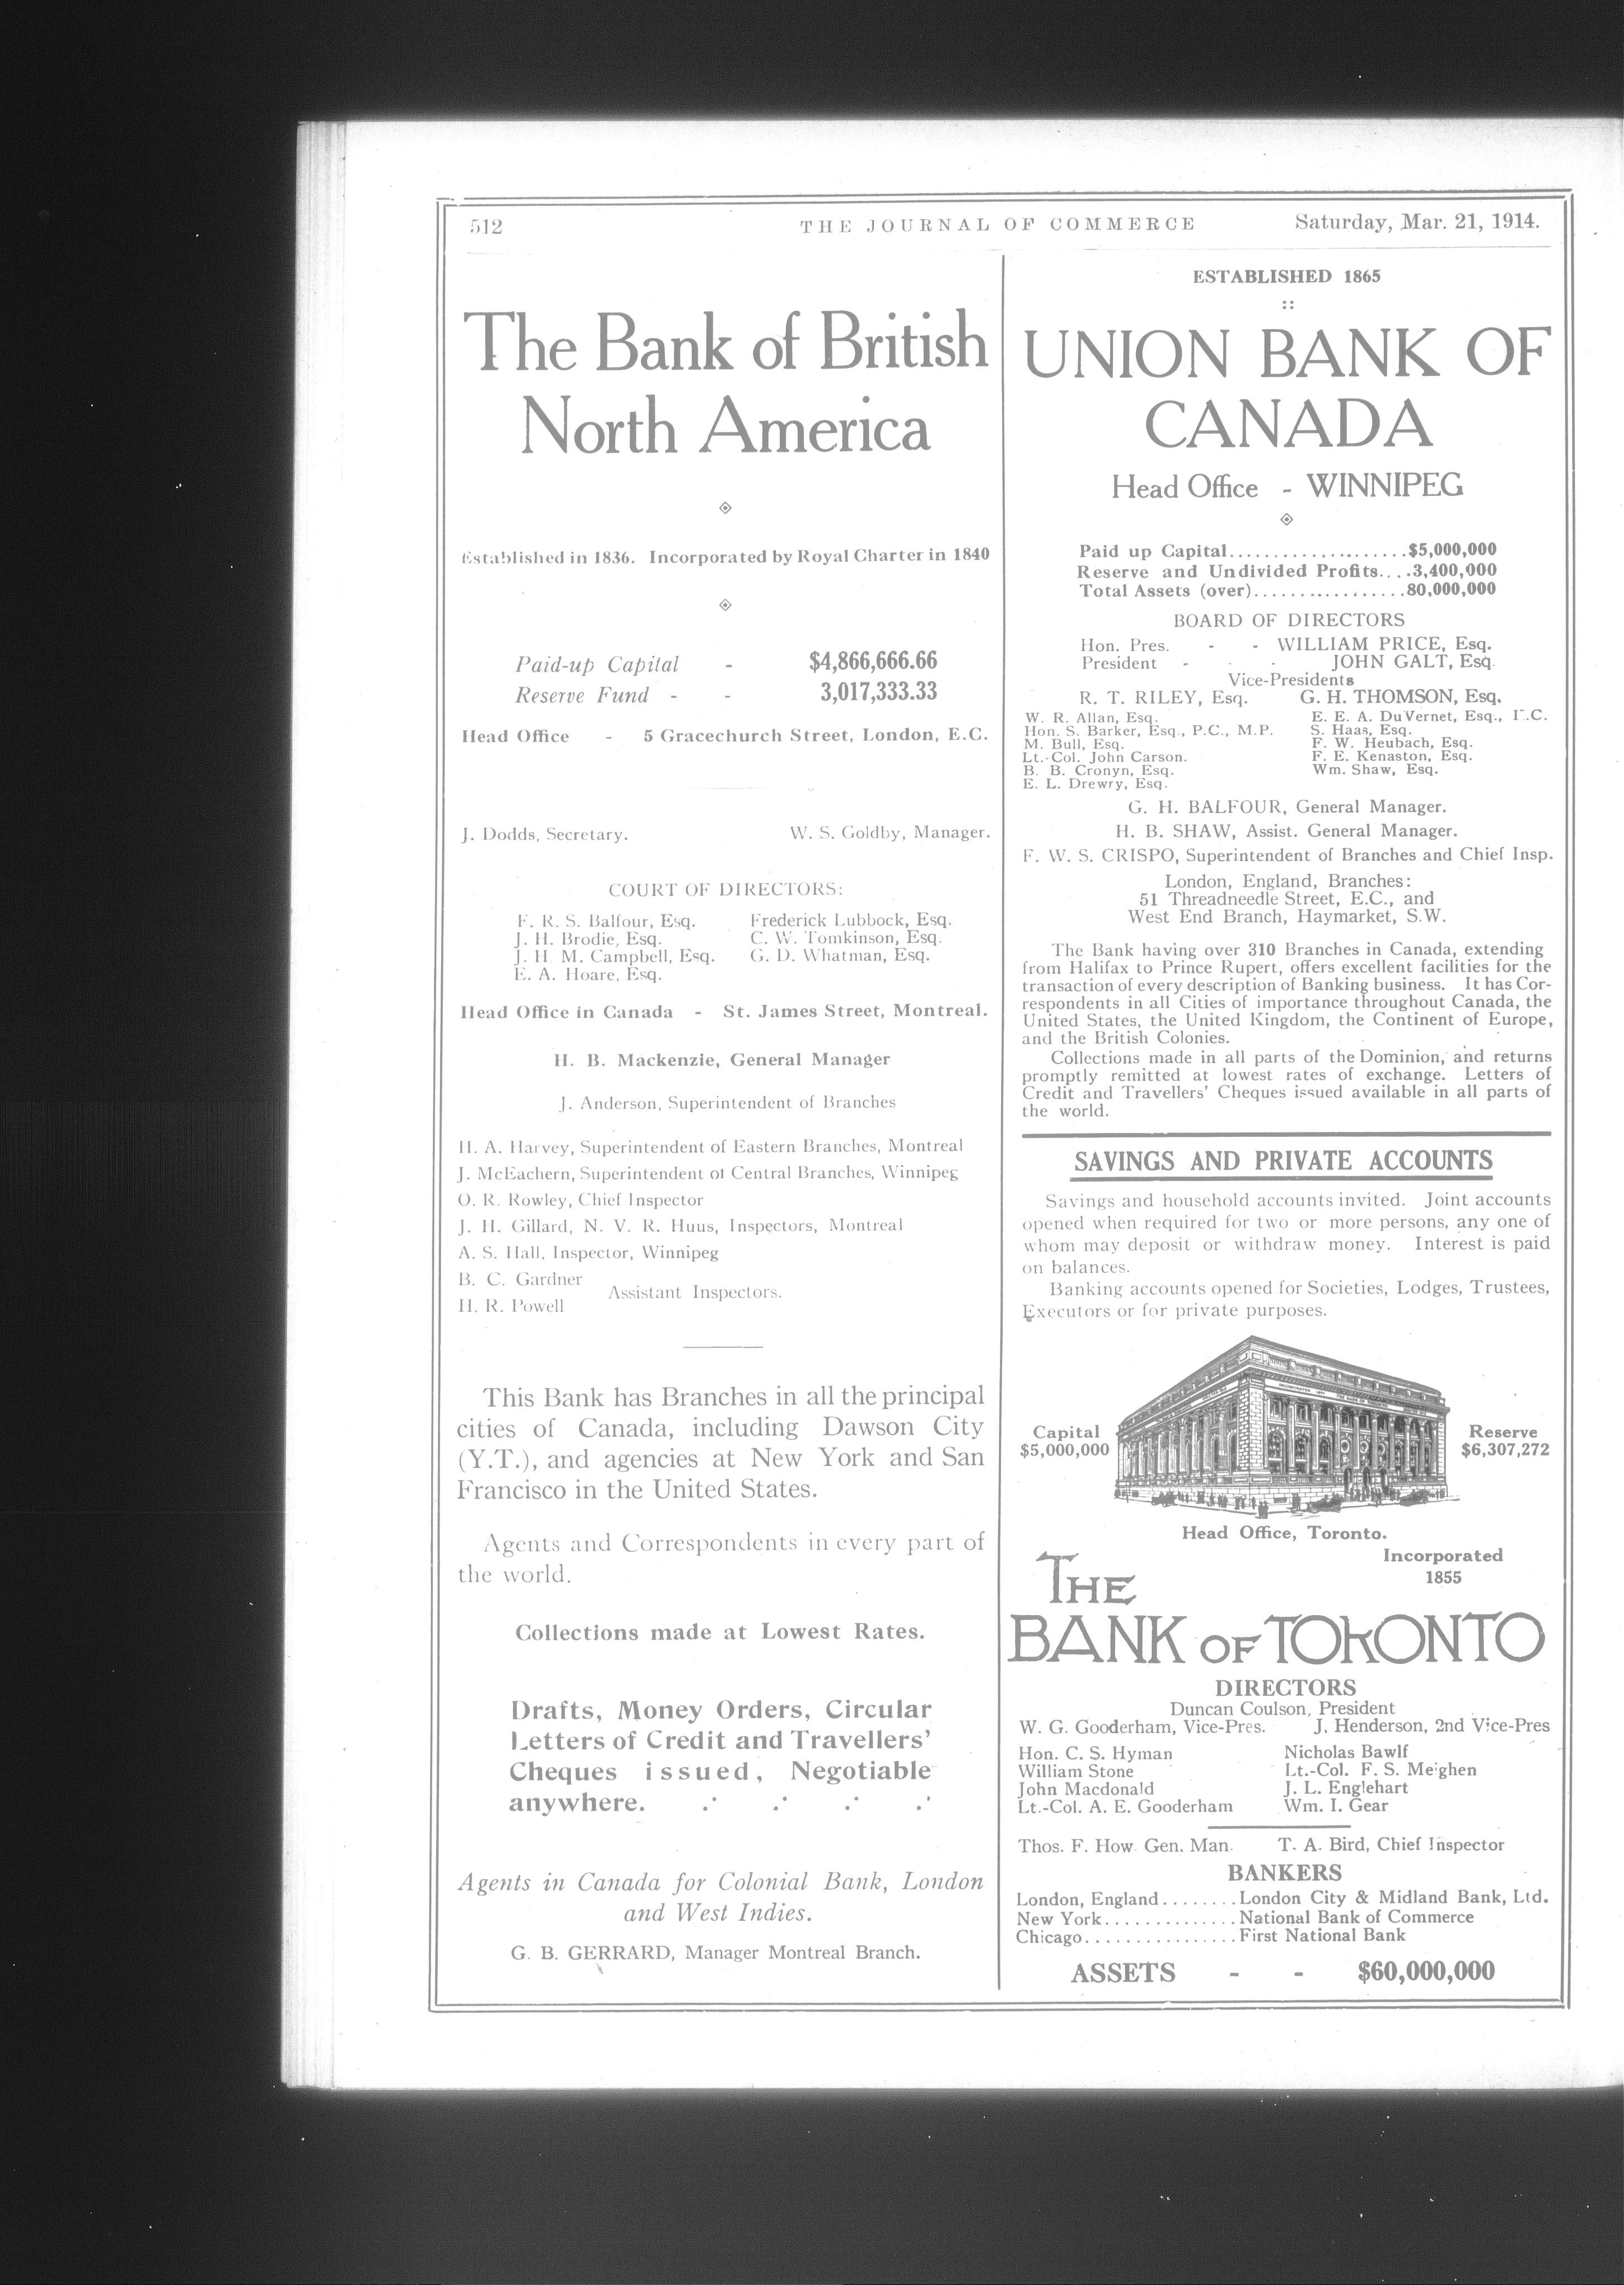 512
THE JOURNAL OF COMMERCE
Saturday, Mar. 21, 1914.
The Bank of British
North America
Established in 1836. Incorporated by Royal Charter in 1840
Paid-up Capital - $4,866,666.66
Reserve Fund - - 3,017,333.33
Head Office - 5 Gracechurch Street, London, E.C.
J. Dodds, Secretary. W. S. Goldby, Manager.
COURT OF DIRECTORS:
F. R. S. Balfour, Esq. Frederick Lubbock, Esq.
J. H. Brodie, Esq. C. W. Tomkinson, Esq.
J. H. M. Campbell, Esq. G. D. Whatman, Esq.
E. A. Hoare, Esq.
Head Office in Canada - St. James Street, Montreal.
H. B. Mackenzie, General Manager
J. Anderson, Superintendent of Branches
H. A. Harvey, Superintendent of Eastern Branches, Montreal
J. McEachern, Superintendent of Central Branches, Winnipeg
O. R. Rowley, Chief Inspector
J. H. Gillard, N. V. R. Huus, Inspectors, Montreal
A. S. Hall, Inspector, Winnipeg
B. C. Gardner
H. R. Powell
Assistant Inspectors.
This Bank has Branches in all the principal
cities of Canada, including Dawson City
(Y.T.), and agencies at New York and San
Francisco in the United States.
Agents and Correspondents in every part of
the world.
Collections made at Lowest Rates.
Drafts, Money Orders, Circular
Letters of Credit and Travellers'
Cheques issued, Negotiable
anywhere.
Agents in Canada for Colonial Bank, London
and West Indies.
G. B. GERRARD, Manager Montreal Branch.
ESTABLISHED 1865
::
UNION BANK OF
CANADA
Head Office - WINNIPEG
Paid up Capital....................$5,000,000
Reserve and Undivided Profits....3,400,000
Total Assets (over).................80,000,000
BOARD OF DIRECTORS
Hon. Pres. - - WILLIAM PRICE, Esq.
President - - - JOHN GALT, Esq.
Vice-Presidents
R. T. RILEY, Esq. G. H. THOMSON, Esq.
W. R. Allan, Esq. E. E. A. DuVernet, Esq.,
Hon. S. Barker, Esq., P.C., M.P. S. Haas, Esq.
M. Bull, Esq. F. W. Heubach, Esq.
Lt.-Col. John Carson. F. E. Kenaston, Esq.
B. B. Cronyn, Esq. Wm. Shaw, Esq.
E. L. Drewry, Esq.
G. H. BALFOUR, General Manager.
H. B. SHAW, Assist. General Manager.
F. W. S. CRISPO, Superintendent of Branches and Chief Insp.
London, England, Branches:
51 Threadneedle Street, E.C., and
West End Branch, Haymarket, S.W.
The Bank having over 310 Branches in Canada, extending
from Halifax to Prince Rupert, offers excellent facilities for the
transaction of every description of Banking business. It has Cor-
respondents in all Cities of importance throughout Canada, the
United States, the United Kingdom, the Continent of Europe,
and the British Colonies.
Collections made in all parts of the Dominion, and returns
promptly remitted at lowest rates of exchange. Letters of
Credit and Travellers' Cheques issued available in all parts of
the world.
SAVINGS AND PRIVATE ACCOUNTS
Savings and household accounts invited. Joint accounts
opened when required for two or more persons, any one of
whom may deposit or withdraw money. Interest is paid
on balances.
Banking accounts opened for Societies, Lodges, Trustees,
Executors or for private purposes.
Capital
$5,000,000
Reserve
$6,307,272
Head Office, Toronto.
Incorporated
1855
THE
BANK OF TORONTO
DIRECTORS
Duncan Coulson, President
W. G. Gooderham, Vice-Pres. J. Henderson, 2nd Vice-Pres
Hon. C. S. Hyman Nicholas Bawlf
William Stone Lt.-Col. F. S. Meighen
John Macdonald J. L. Englehart
Lt.-Col. A. E. Gooderham Wm. I. Gear
Thos. F. How. Gen. Man. T. A. Bird, Chief Inspector
BANKERS
London, England........London City & Midland Bank, Ltd.
New York..............National Bank of Commerce
Chicago................First National Bank
ASSETS - - $60,000,000